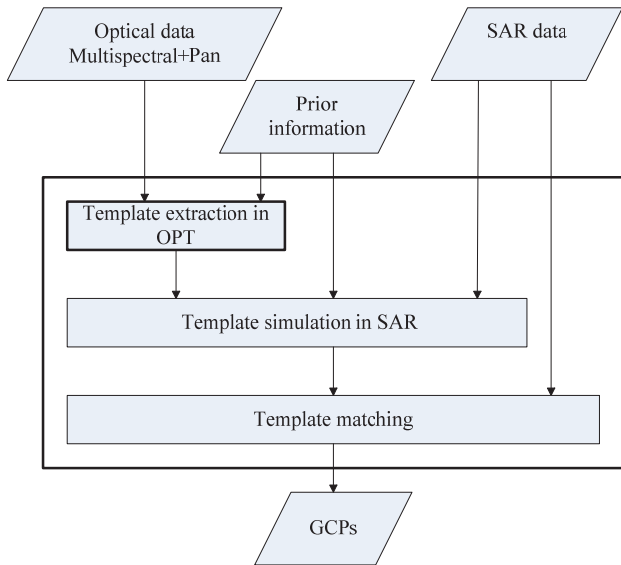 Optical data
Multispectral+Pan
SAR data
Prior
information
Template extraction in
OPT
Template simulation in SAR
Template matching
GCPs